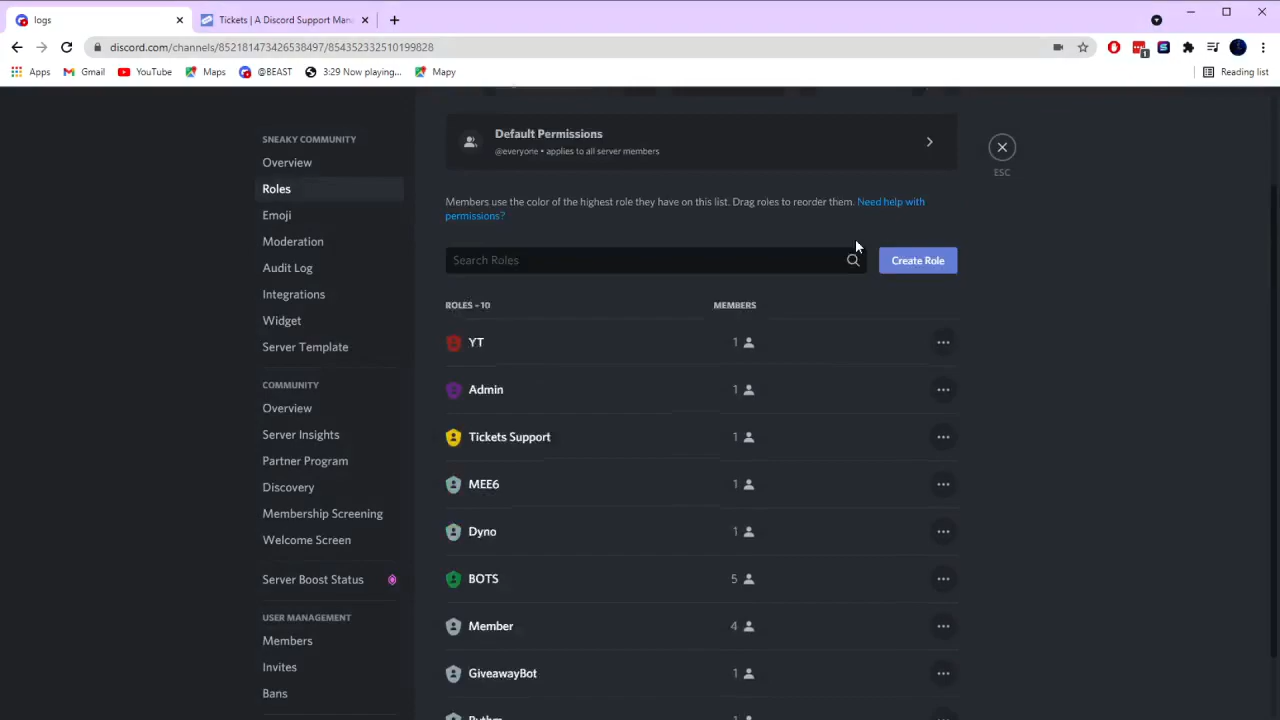 logs
Tickets | A Discord Support Mana
discord.com/channels/852181473426538497/854352332510199828
1
Apps
Gmail
YouTube
Maps
@BEAST
3:29 Now playing...
Mapy
Reading list
SNEAKY COMMUNITY
Overview
Roles
Emoji
Moderation
Audit Log
Integrations
Widget
Server Template
COMMUNITY
Overview
Server Insights
Partner Program
Discovery
Membership Screening
Welcome Screen
Server Boost Status
USER MANAGEMENT
Members
Invites
Bans
Default Permissions
@everyone • applies to all server members
ESC
Members use the color of the highest role they have on this list. Drag roles to reorder them. Need help with
permissions?
Search Roles
Create Role
ROLES – 10 MEMBERS
YT 1
Admin 1
Tickets Support 1
MEE6 1
Dyno 1
BOTS 5
Member 4
GiveawayBot 1